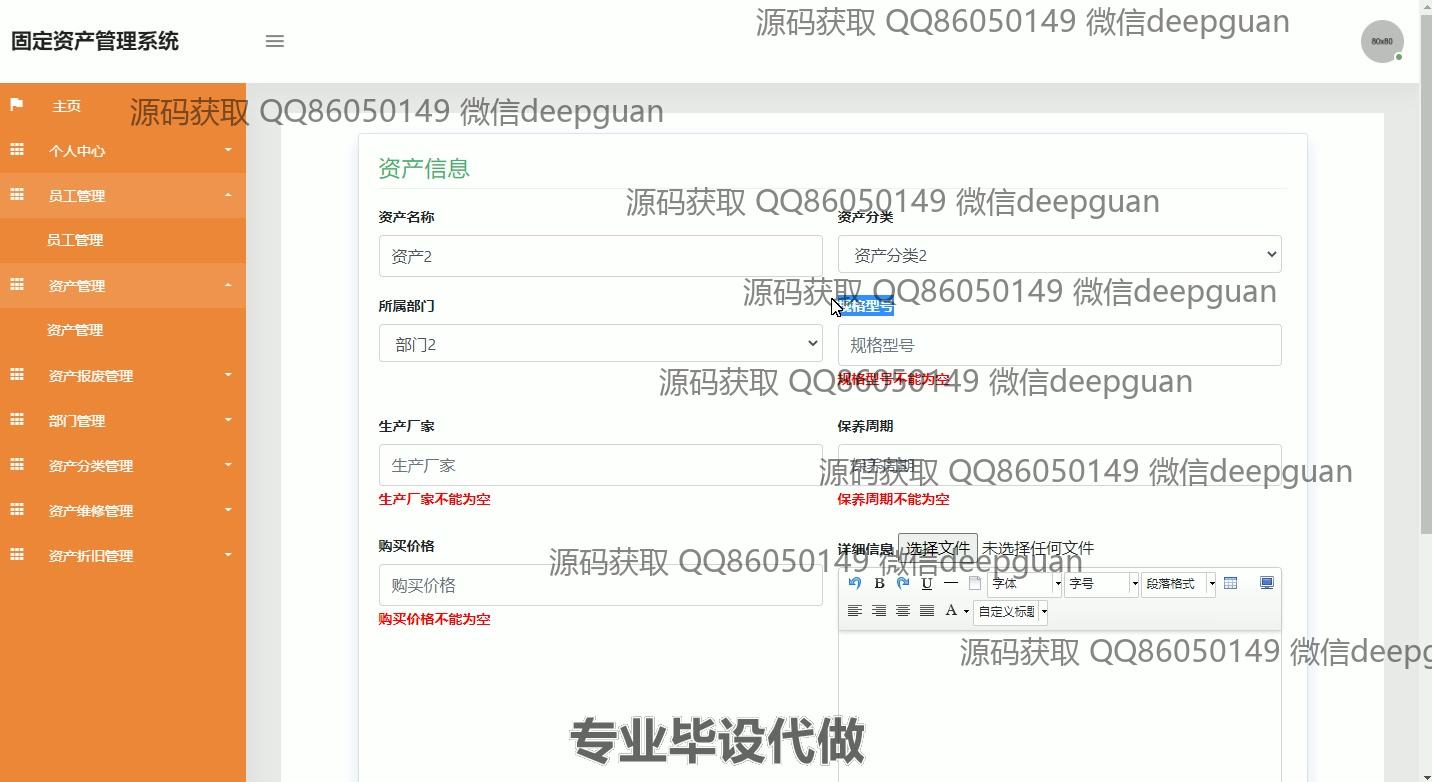 源码获取 QQ86050149 微信deepguan
固定资产管理系统
80x80
主页
源码获取 QQ86050149 微信deepguan
个人中心
员工管理
员工管理
资产管理
资产管理
资产报废管理
部门管理
资产分类管理
资产维修管理
资产折旧管理
资产信息
源码获取 QQ86050149 微信deepguan
资产名称
资产分类
资产2
资产分类2
源码获取 QQ86050149 微信deepguan
所属部门
规格型号
部门2
规格型号
源码获取 QQ86050149 微信deepguan
规格型号不能为空
生产厂家
保养周期
生产厂家
保养周期
源码获取 QQ86050149 微信deepguan
生产厂家不能为空
保养周期不能为空
购买价格
详细信息 选择文件 未选择任何文件
源码获取 QQ86050149 微信deepguan
购买价格
B U 字体 字号 段落格式
A 自定义标题
购买价格不能为空
源码获取 QQ86050149 微信deepg
专业毕设代做